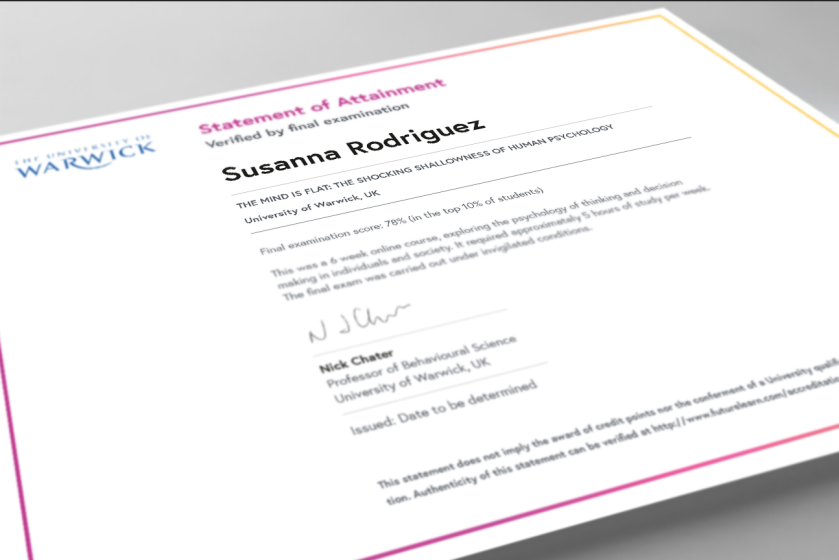 THE UNIVERSITY OF
WARWICK
Statement of Attainment
Verified by final examination
Susanna Rodriguez
THE MIND IS FLAT: THE SHOCKING SHALLOWNESS OF HUMAN PSYCHOLOGY
University of Warwick, UK
Final examination score: 78% (in the top 10% of students)
This was a 6 week online course, exploring the psychology of thinking and decision
making in individuals and society. It required approximately 5 hours of study per week.
The final exam was carried out under invigilated conditions.
N J Chater
Nick Chater
Professor of Behavioural Science
University of Warwick, UK
Issued: Date to be determined
This statement does not imply the award of credit points nor the conferment of a University qualifi
tion. Authenticity of this statement can be verified at http://www.futurelearn.com/accreditation